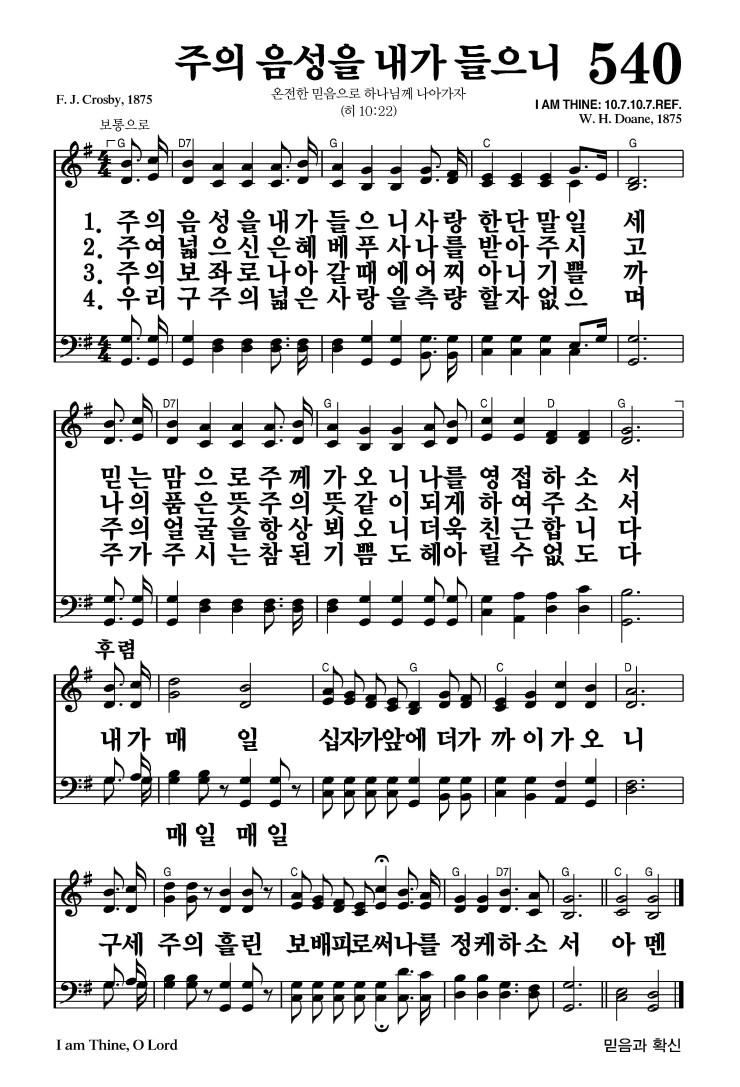 주의 음성을 내가 들으니 540
F. J. Crosby, 1875
온전한 믿음으로 하나님께 나아가자
(히 10:22)
I AM THINE: 10.7.10.7.REF.
W. H. Doane, 1875
보통으로
G D7 G C G
1. 주의 음성을 내가 들으니 사랑 한단 말일 세
2. 주여 넓으신 은혜 베푸사 나를 받아 주시 고
3. 주의 보좌로 나아 갈때에 어찌 아니 기쁠 까
4. 우리 구주의 넓은 사랑을 측량 할자 없으 며
D7 G C D G
믿는 맘으로 주께 가오니 나를 영접하소서
나의 품은 뜻 주의 뜻같이 되게 하여주소서
주의 얼굴을 항상 뵈오니 더욱 친근합니다
주가 주시는 참된 기쁨도 헤아릴 수 없도다
후렴
C G C D
내가 매 일 십자가 앞에 더가 까이 가오 니
매일 매일
G C G D7 G C G
구세 주의 흘린 보배피로써 나를 정케하소 서 아멘
I am Thine, O Lord
믿음과 확신